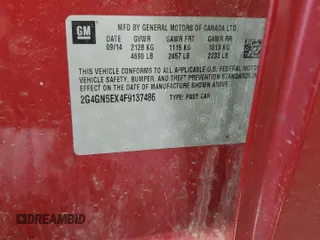 GM
MFD BY GENERAL MOTORS OF CANADA LTD
DATE GVWR GAWR FRT GAWR RR
09/14 2128 KG 1115 KG 1013 KG
4690 LB 2457 LB 2233 LB
THIS VEHICLE CONFORMS TO ALL APPLICABLE U.S. FEDERAL MOTOR
VEHICLE SAFETY, BUMPER, AND THEFT PREVENTION STANDARDS
IN EFFECT ON THE DATE OF MANUFACTURE SHOWN ABOVE.
2G4GN5EX4F9137486 TYPE: PASS CAR
DREAMBID